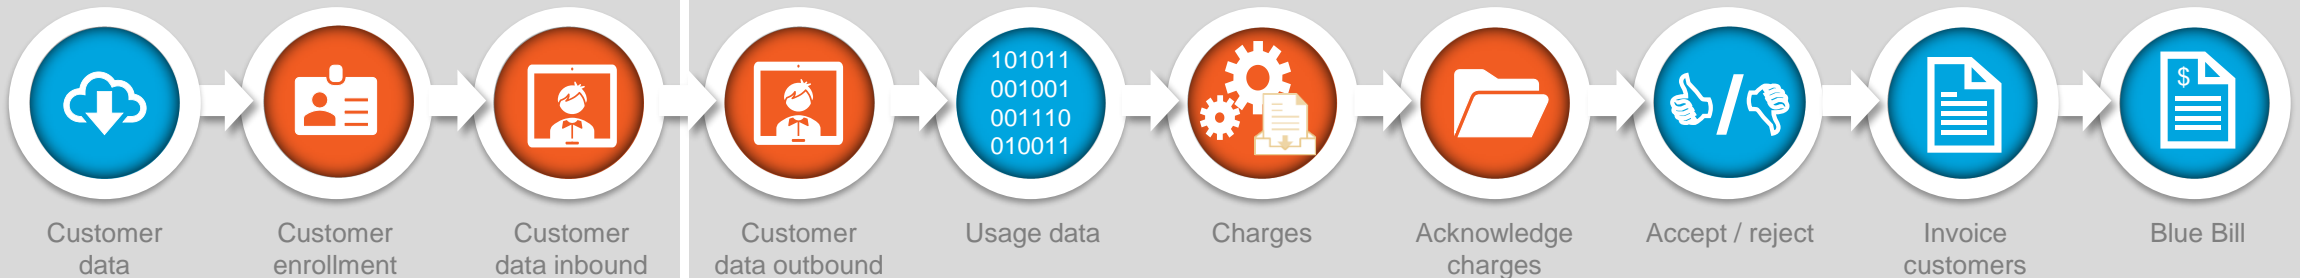 101011
001001
001110
010011
$
Customer
data
Customer
enrollment
Customer
data inbound
Customer
data outbound
Usage data
Charges
Acknowledge
charges
Accept / reject
Invoice
customers
Blue Bill